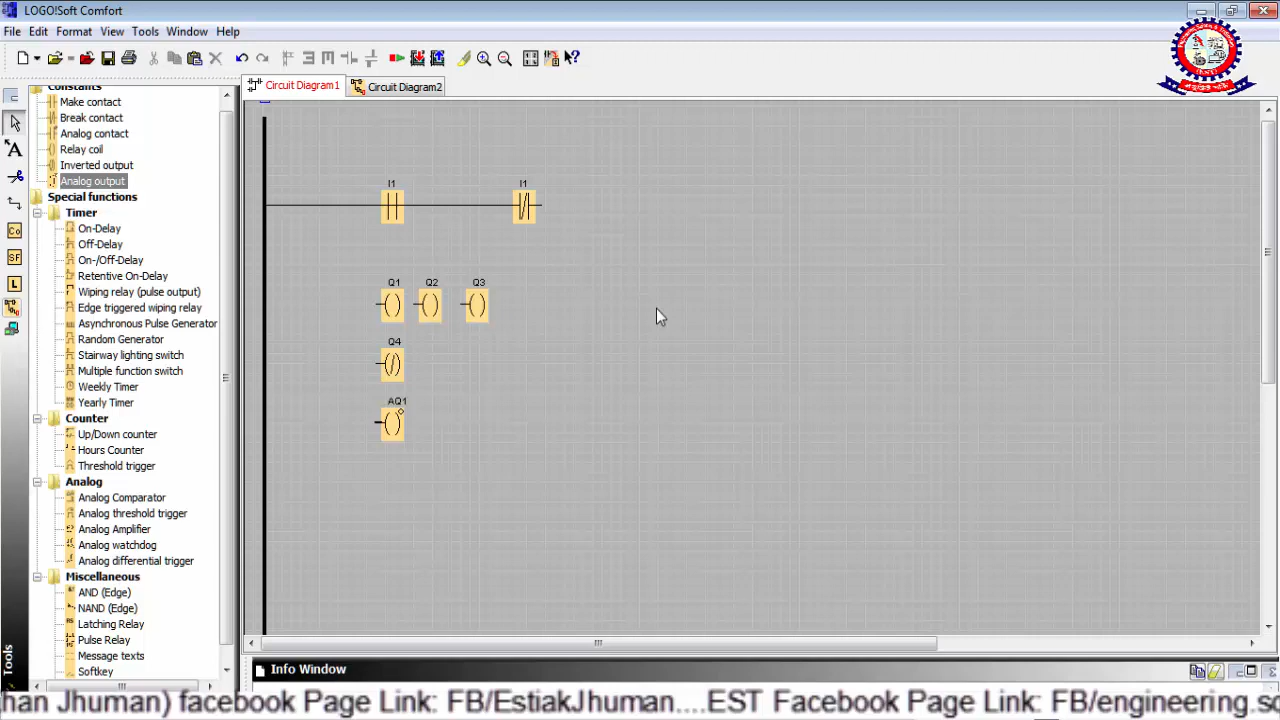 LOGO!Soft Comfort
File Edit Format View Tools Window Help
Circuit Diagram1 Circuit Diagram2
Constants
Make contact
Break contact
Analog contact
Relay coil
Inverted output
Analog output
Special functions
Timer
On-Delay
Off-Delay
On-/Off-Delay
Retentive On-Delay
Wiping relay (pulse output)
Edge triggered wiping relay
Asynchronous Pulse Generator
Random Generator
Stairway lighting switch
Multiple function switch
Weekly Timer
Yearly Timer
Counter
Up/Down counter
Hours Counter
Threshold trigger
Analog
Analog Comparator
Analog threshold trigger
Analog Amplifier
Analog watchdog
Analog differential trigger
Miscellaneous
AND (Edge)
NAND (Edge)
Latching Relay
Pulse Relay
Message texts
Softkey
A
Co
SF
L
Tools
I1 I1
Q1 Q2 Q3
Q4
AQ1
Info Window
han Jhuman) facebook Page Link: FB/EstiakJhuman....EST Facebook Page Link: FB/engineering.sc